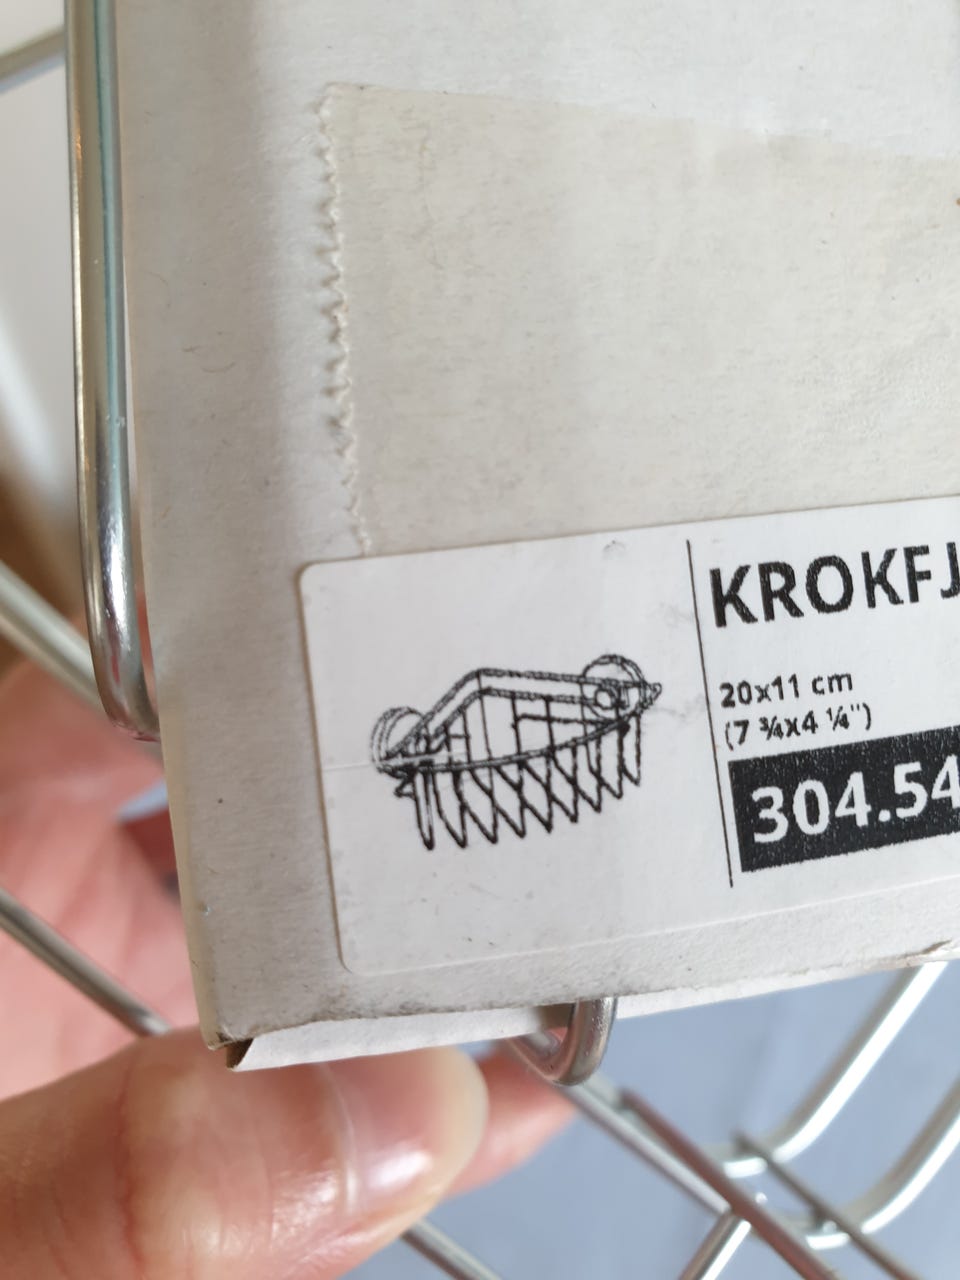 KROKFJ
20x11 cm
(7 ¾x4 ¼")
304.54